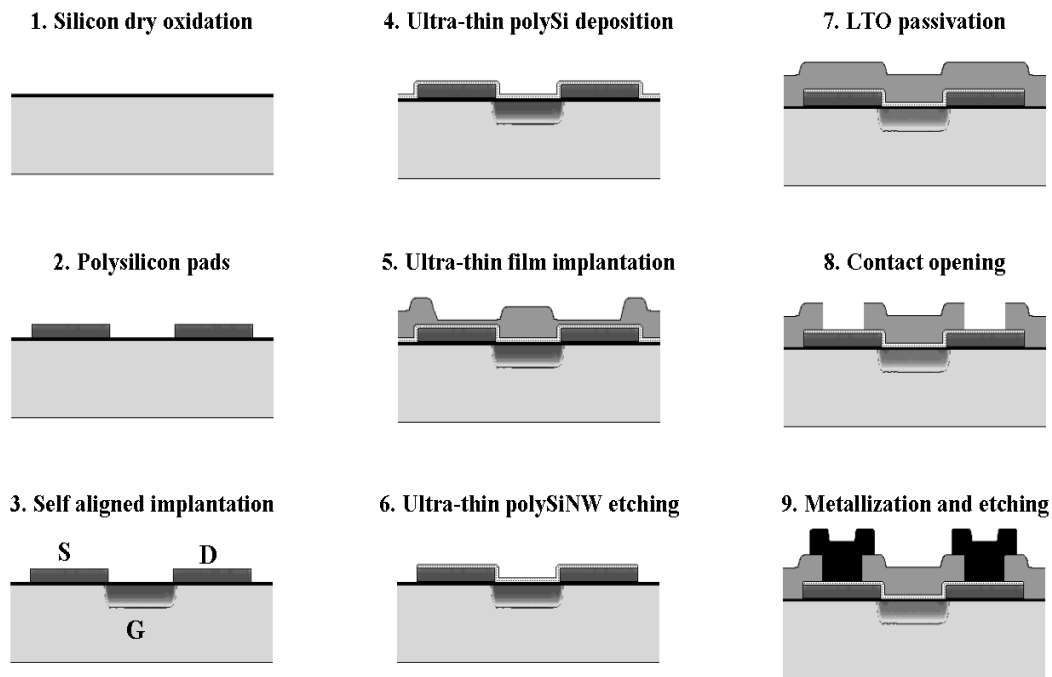 1. Silicon dry oxidation
2. Polysilicon pads
3. Self aligned implantation
S
D
G
4. Ultra-thin polySi deposition
5. Ultra-thin film implantation
6. Ultra-thin polySiNW etching
7. LTO passivation
8. Contact opening
9. Metallization and etching